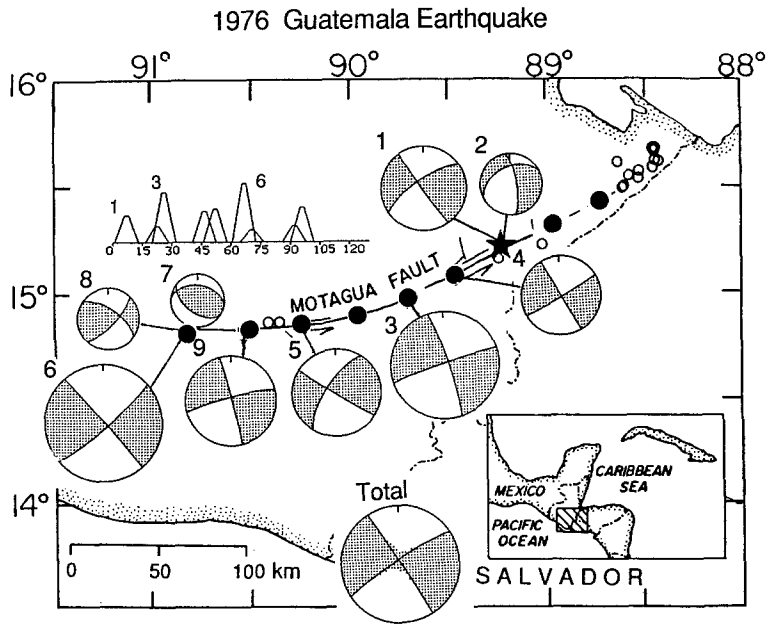 1976 Guatemala Earthquake
91° 90° 89° 88°
16°
1 2
1 3 6
0 15 30 45 60 75 90 105 120
4
MOTAGUA FAULT
15°
8 7
9 5 3
6
MEXICO
CARIBBEAN
SEA
PACIFIC
OCEAN
14°
Total
0 50 100 km
SALVADOR